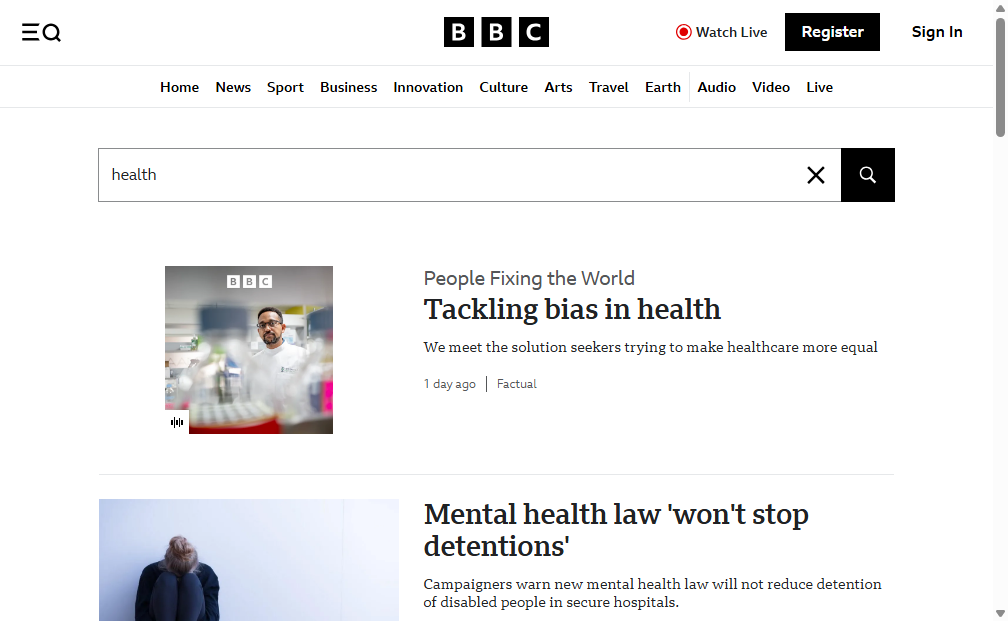 BBC
Watch Live
Register
Sign In
Home
News
Sport
Business
Innovation
Culture
Arts
Travel
Earth
Audio
Video
Live
health
BBC
People Fixing the World
Tackling bias in health
We meet the solution seekers trying to make healthcare more equal
1 day ago
Factual
Mental health law 'won't stop
detentions'
Campaigners warn new mental health law will not reduce detention
of disabled people in secure hospitals.